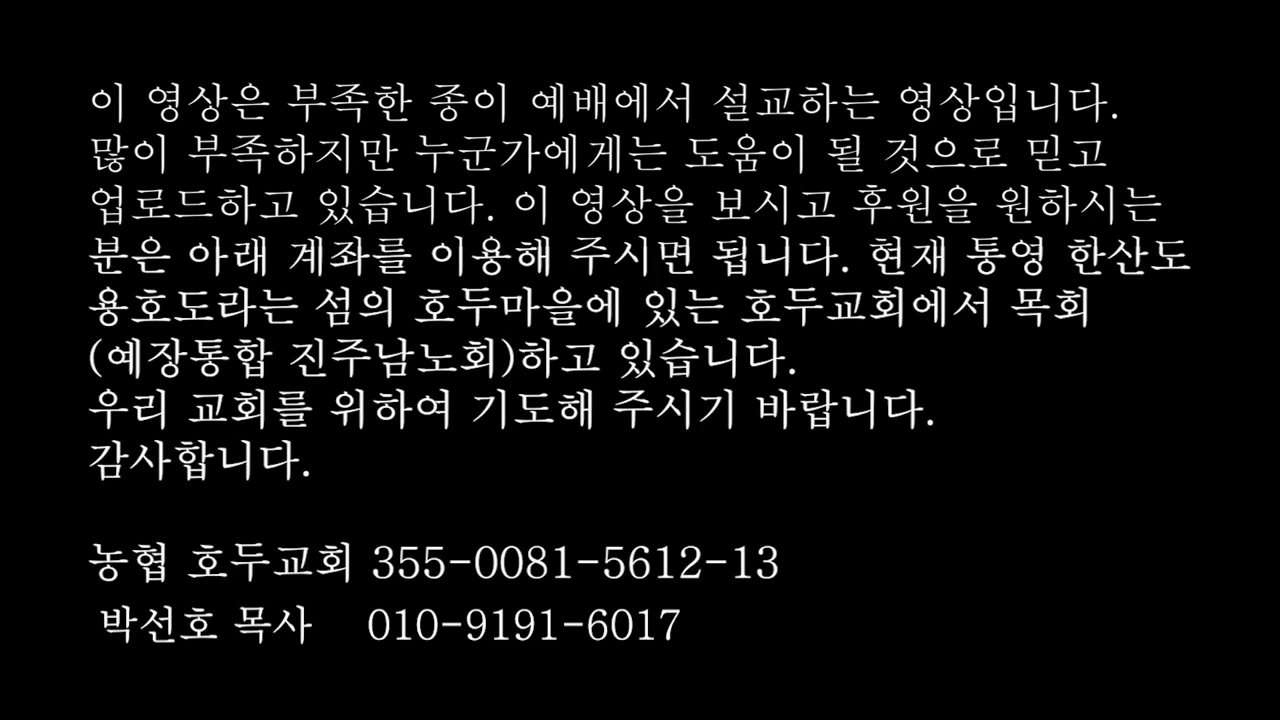 이 영상은 부족한 종이 예배에서 설교하는 영상입니다.
많이 부족하지만 누군가에게는 도움이 될 것으로 믿고
업로드하고 있습니다. 이 영상을 보시고 후원을 원하시는
분은 아래 계좌를 이용해 주시면 됩니다. 현재 통영 한산도
용호도라는 섬의 호두마을에 있는 호두교회에서 목회
(예장통합 진주남노회)하고 있습니다.
우리 교회를 위하여 기도해 주시기 바랍니다.
감사합니다.
농협 호두교회 355-0081-5612-13
박선호 목사 010-9191-6017